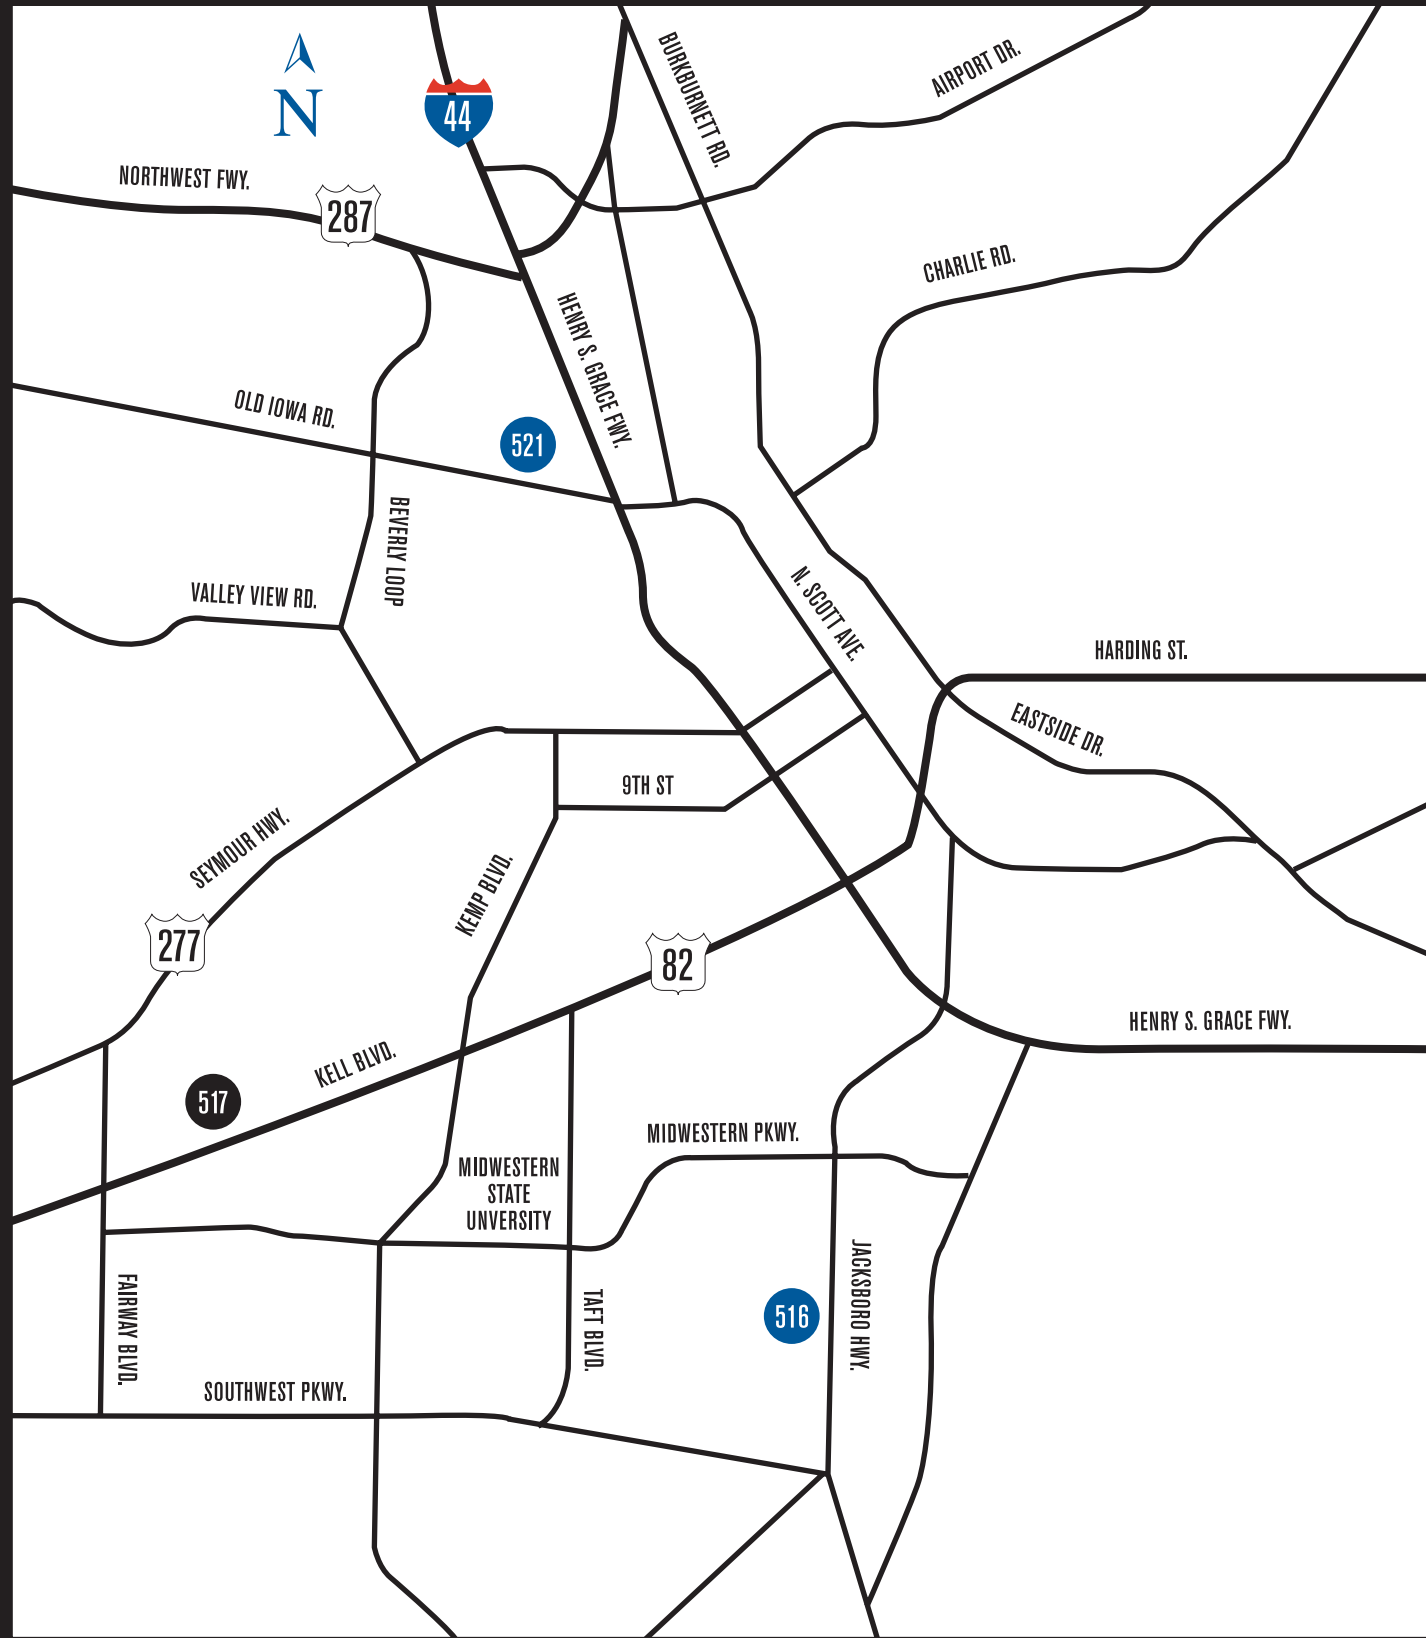 BURKBURNETT RD.
AIRPORT DR.
N
44
NORTHWEST FWY.
287
CHARLIE RD.
HENRY S. GRACE FWY.
OLD IOWA RD.
521
BEVERLY LOOP
VALLEY VIEW RD.
N. SCOTT AVE.
HARDING ST.
EASTSIDE DR.
9TH ST
SEYMOUR HWY.
KEMP BLVD.
277
82
HENRY S. GRACE FWY.
KELL BLVD.
517
MIDWESTERN PKWY.
MIDWESTERN
STATE
UNVERSITY
FAIRWAY BLVD.
TAFT BLVD.
516
JACKSBORO HWY.
SOUTHWEST PKWY.